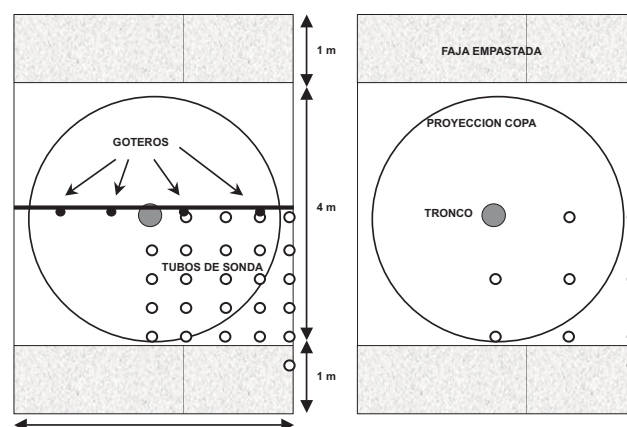 1 m
FAJA EMPASTADA
PROYECCION COPA
GOTEROS
4 m
TRONCO
TUBOS DE SONDA
1 m